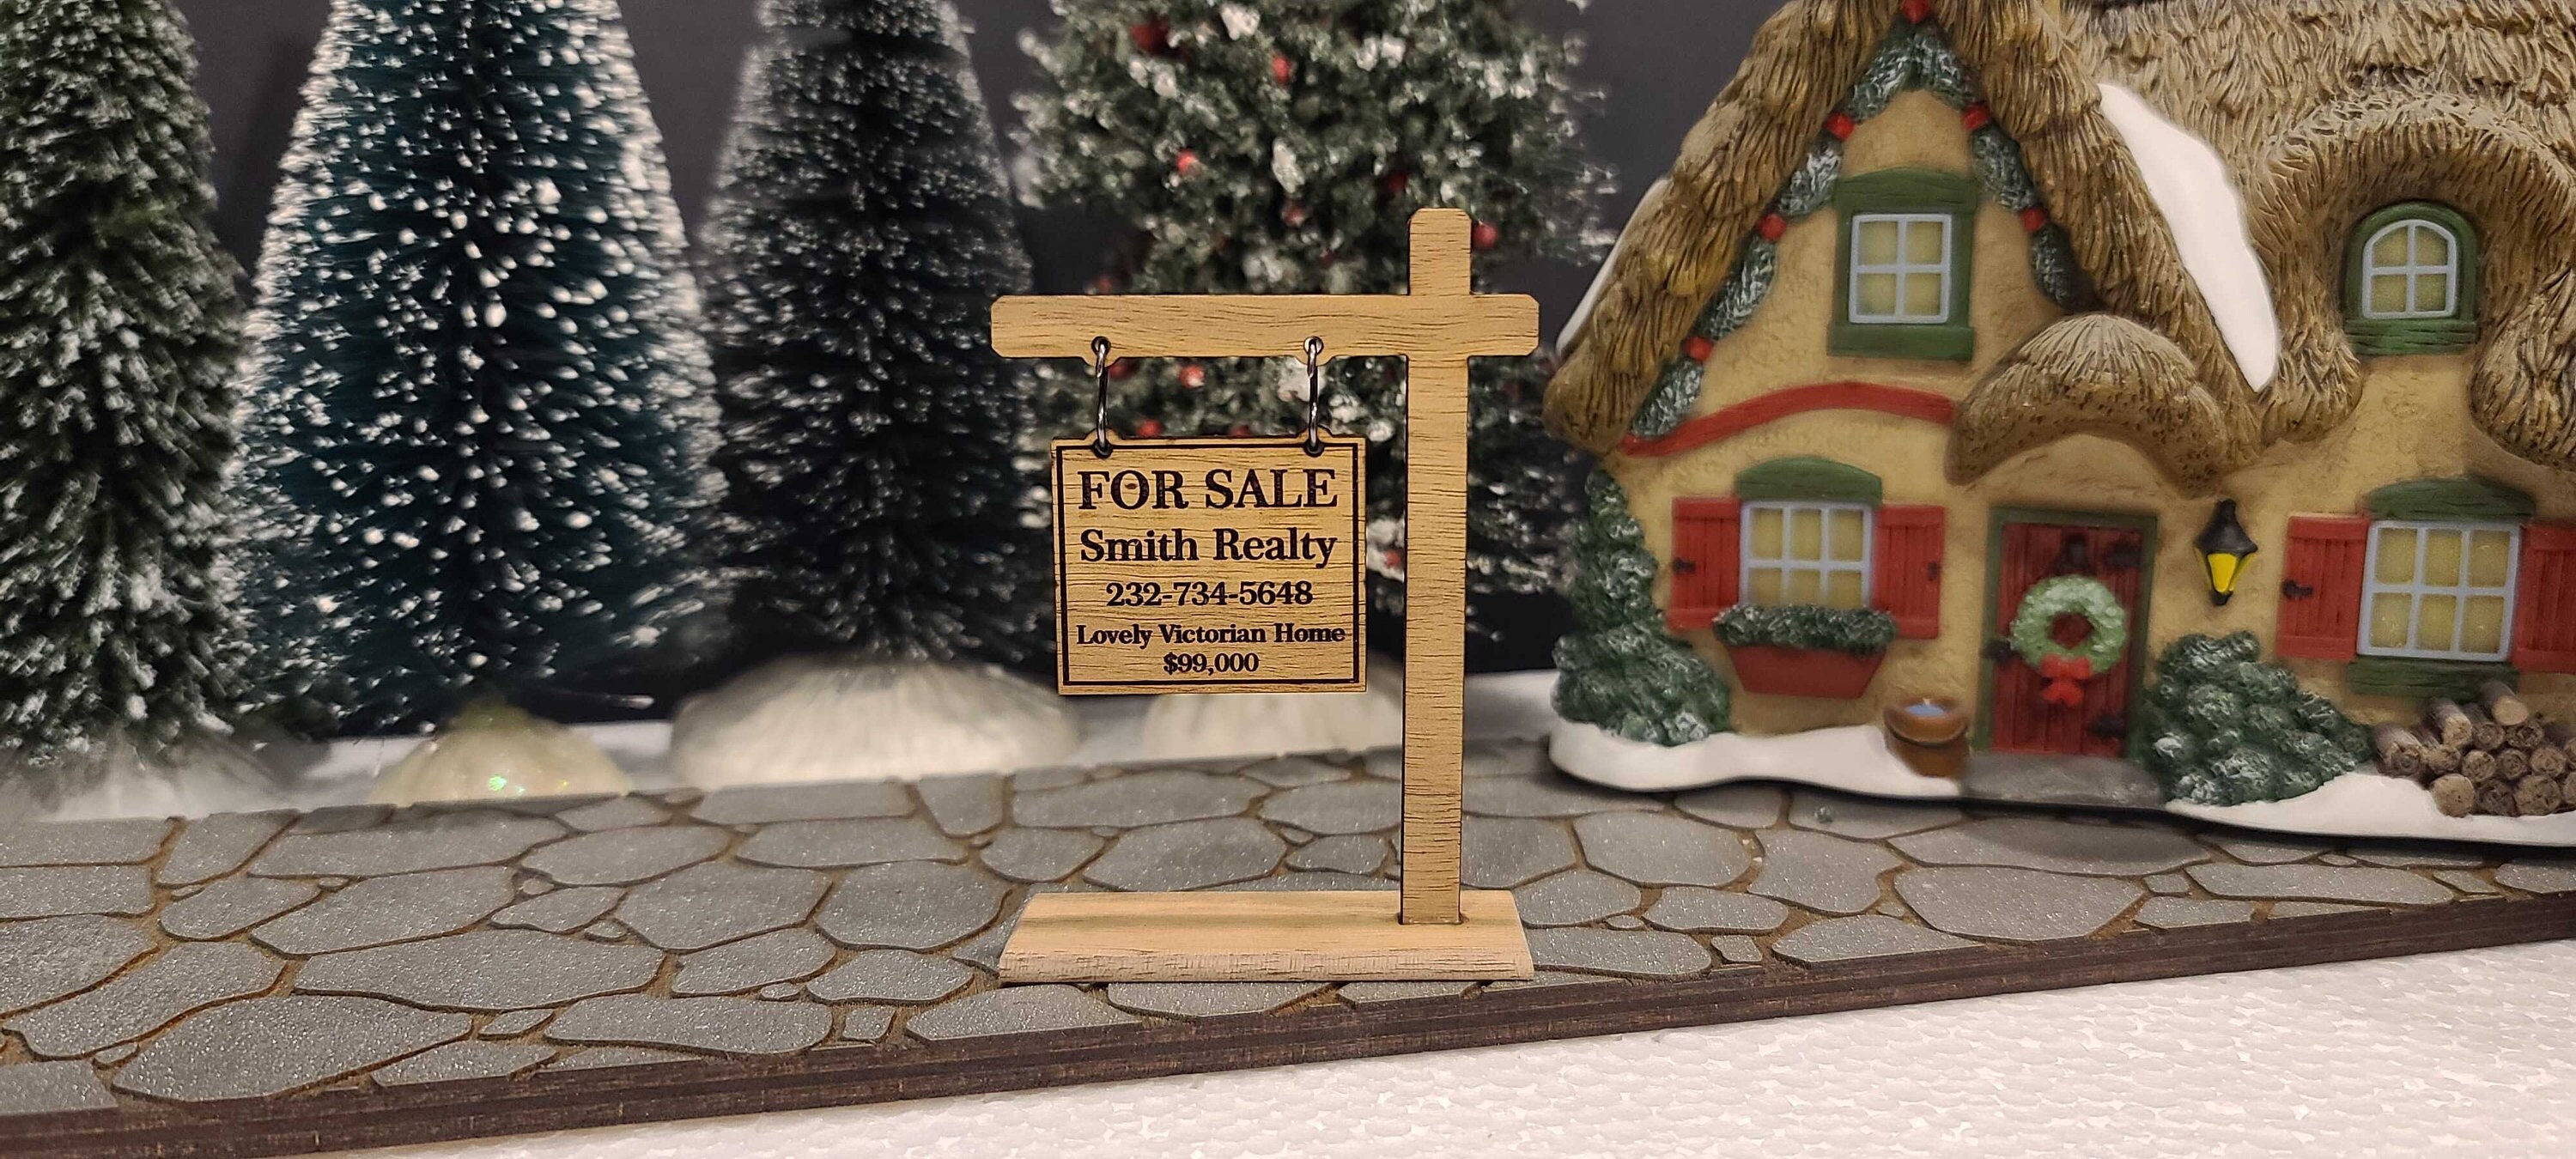 FOR SALE
Smith Realty
232-734-5648
Lovely Victorian Home
$99,000